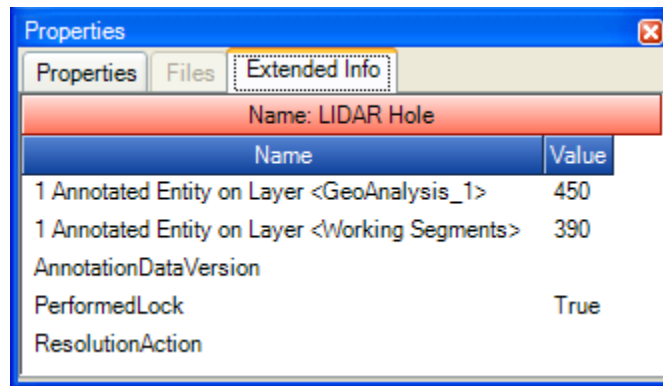 Properties
Properties Files Extended Info
Name: LIDAR Hole
Name Value
1 Annotated Entity on Layer <GeoAnalysis_1> 450
1 Annotated Entity on Layer <Working Segments> 390
AnnotationDataVersion
PerformedLock True
ResolutionAction